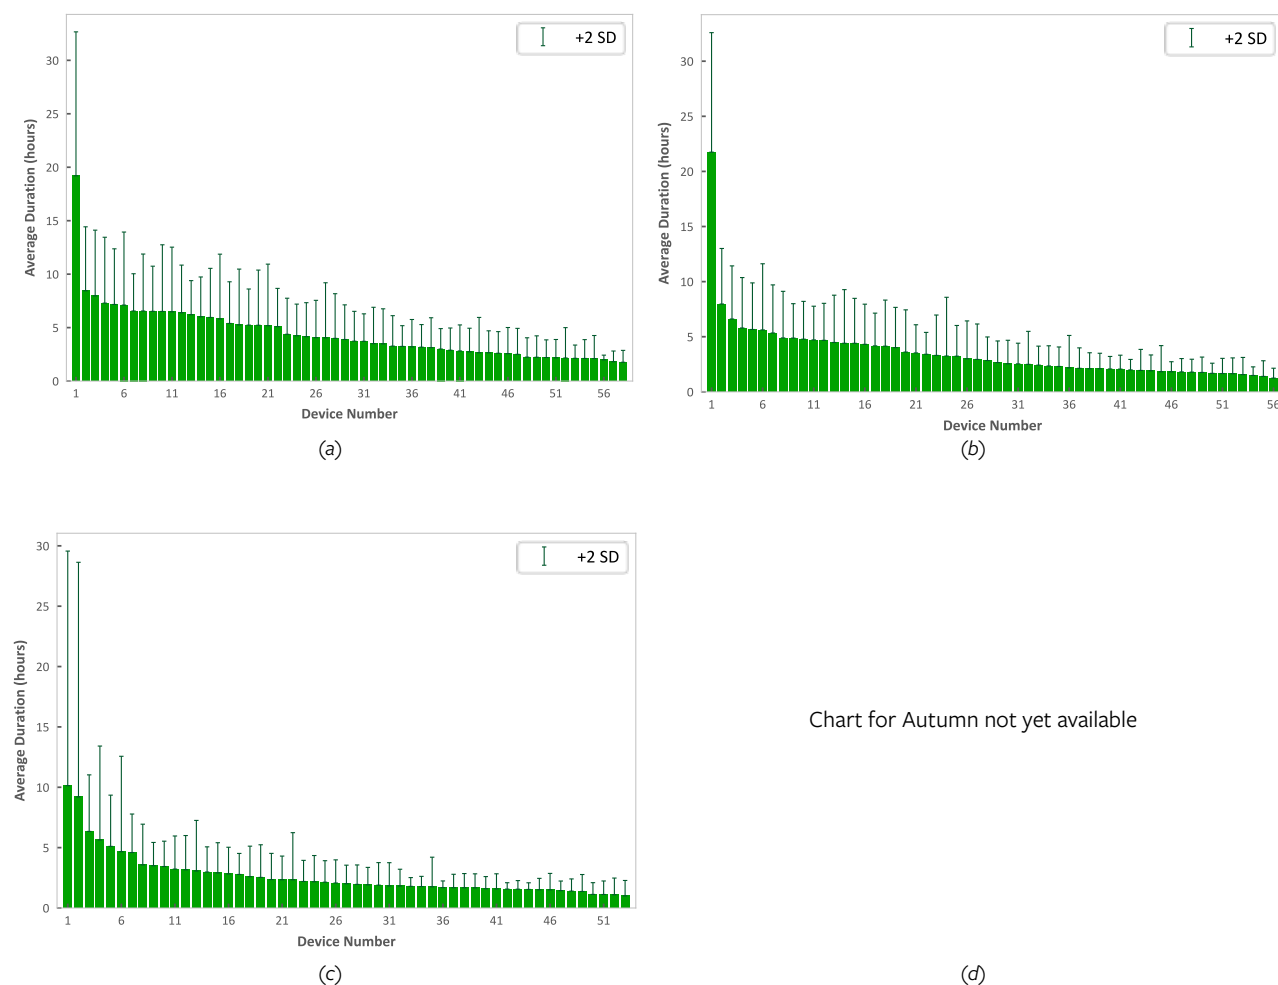 +2 SD
Average Duration (hours)
30
25
20
15
10
5
0
1 6 11 16 21 26 31 36 41 46 51 56
Device Number
(a)
+2 SD
Average Duration (hours)
30
25
20
15
10
5
0
1 6 11 16 21 26 31 36 41 46 51 56
Device Number
(b)
+2 SD
Average Duration (hours)
30
25
20
15
10
5
0
1 6 11 16 21 26 31 36 41 46 51
Device Number
(c)
Chart for Autumn not yet available
(d)